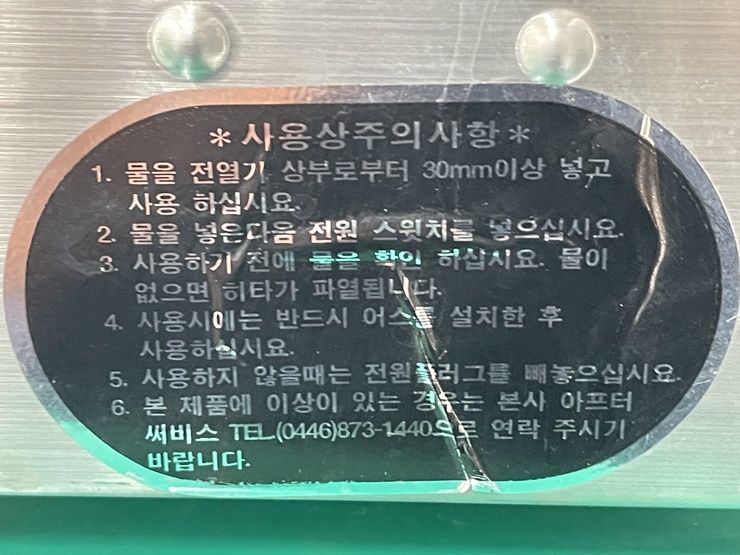 *사용상주의사항*
1. 물을 전열기 상부로부터 30mm이상 넣고
사용 하십시요.
2. 물을 넣은다음 전원 스윗치를 넣으십시요.
3. 사용하기 전에 물을 확인 하십시요. 물이
없으면 히타가 파열됩니다.
4. 사용시에는 반드시 어스를 설치한 후
사용하십시요.
5. 사용하지 않을때는 전원플러그를 빼놓으십시요.
6. 본 제품에 이상이 있는 경우는 본사 아프터
써비스 TEL.(0446)873-1440으로 연락 주시기
바랍니다.